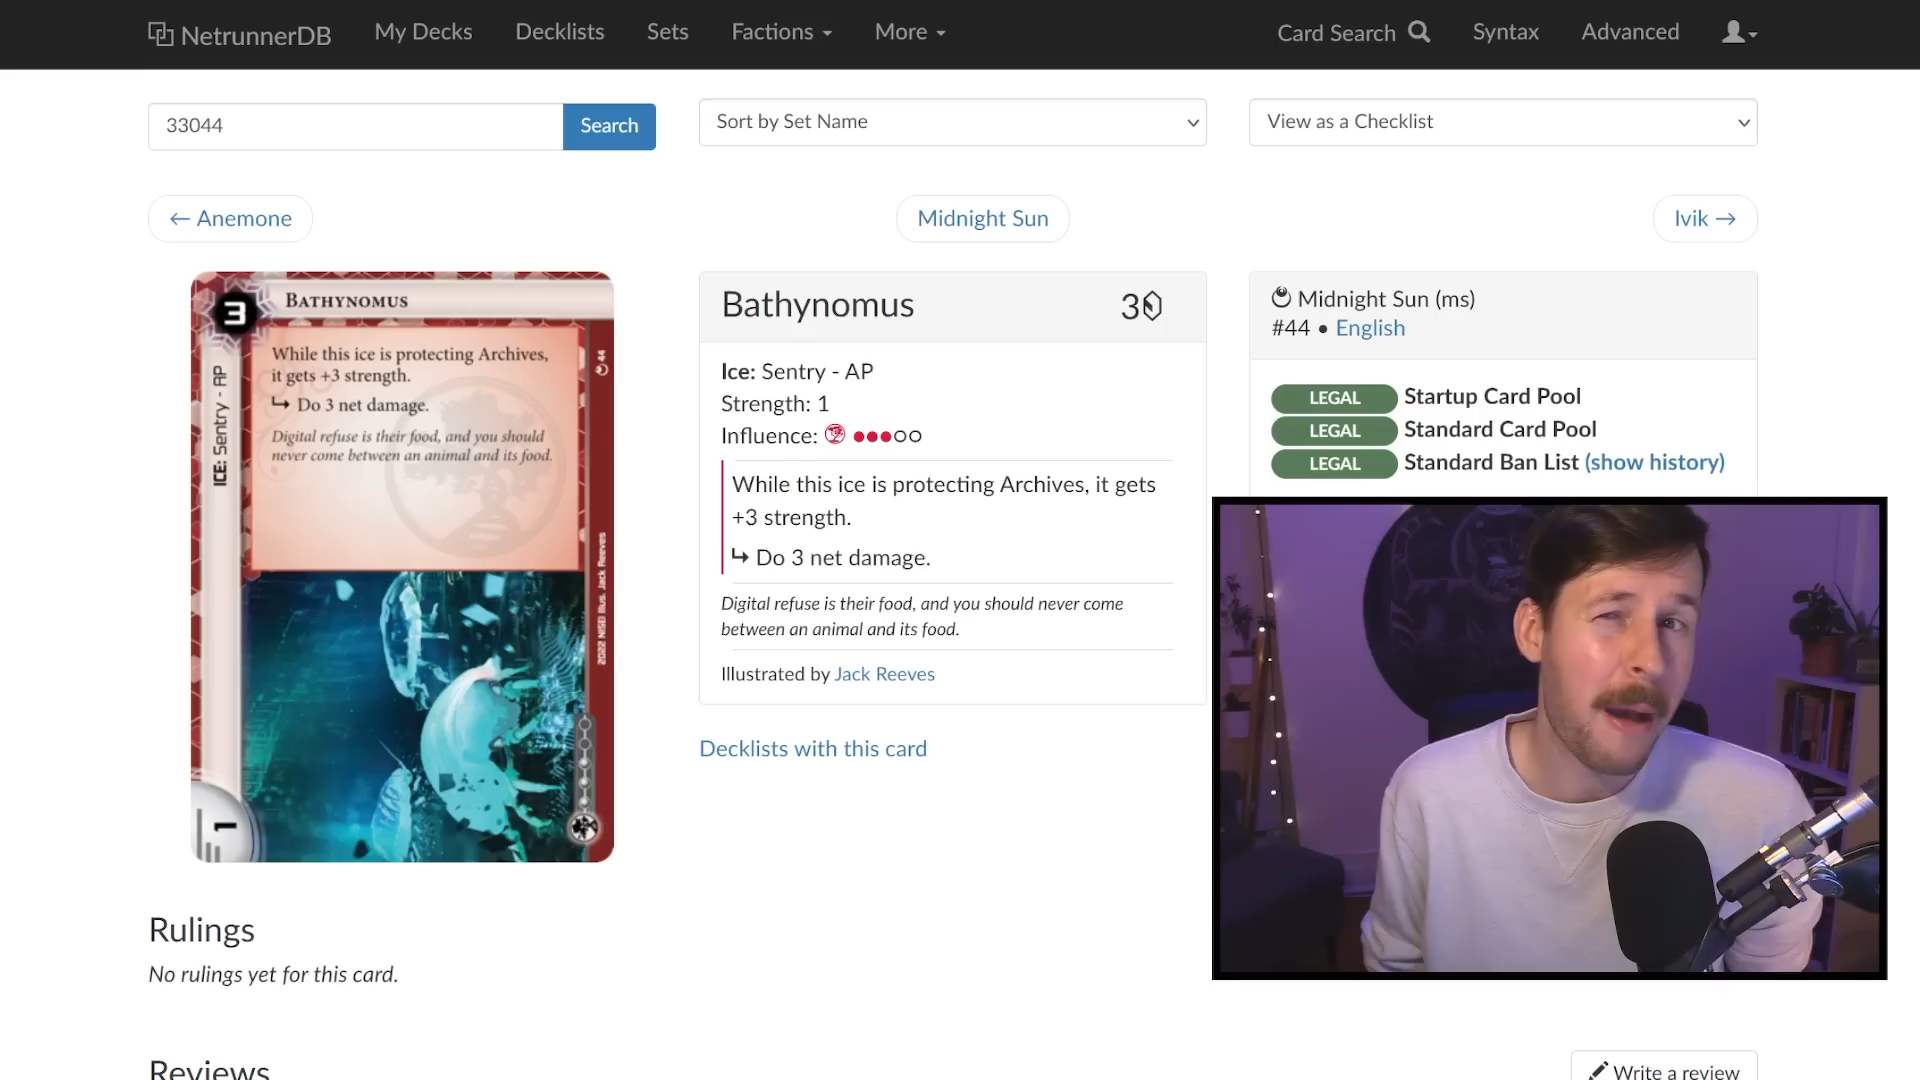 NetrunnerDB My Decks Decklists Sets Factions More Card Search Syntax Advanced
33044 Search Sort by Set Name View as a Checklist
← Anemone Midnight Sun Ivik →
3 BATHYNOMUS
While this ice is protecting Archives,
it gets +3 strength.
↳ Do 3 net damage.
Digital refuse is their food, and you should
never come between an animal and its food.
ICE: Sentry - AP
44
2022 NISEI Illus. Jack Reeves
1
Bathynomus 3
Ice: Sentry - AP
Strength: 1
Influence:
While this ice is protecting Archives, it gets
+3 strength.
↳ Do 3 net damage.
Digital refuse is their food, and you should never come
between an animal and its food.
Illustrated by Jack Reeves
Decklists with this card
Midnight Sun (ms)
#44 • English
LEGAL Startup Card Pool
LEGAL Standard Card Pool
LEGAL Standard Ban List (show history)
Rulings
No rulings yet for this card.
Reviews Write a review